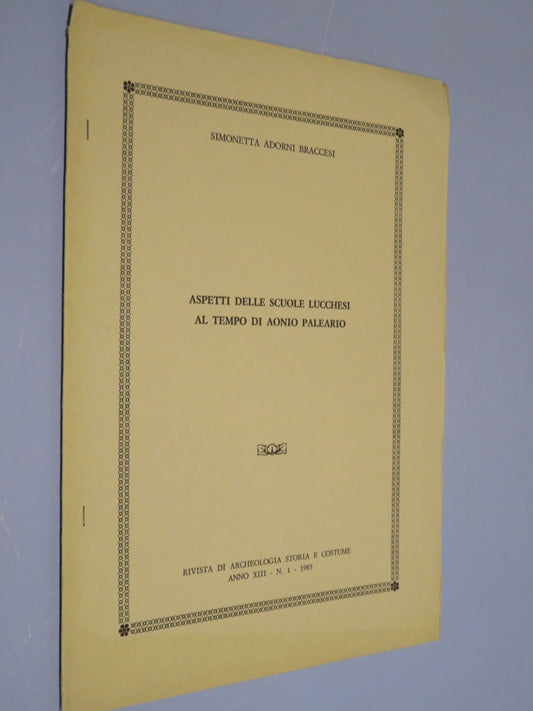 SIMONETTA ADORNI BRACCESI
ASPETTI DELLE SCUOLE LUCCHESI
AL TEMPO DI AONIO PALEARIO
RIVISTA DI ARCHEOLOGIA STORIA E COSTUME
ANNO XIII - N. 1 - 1985